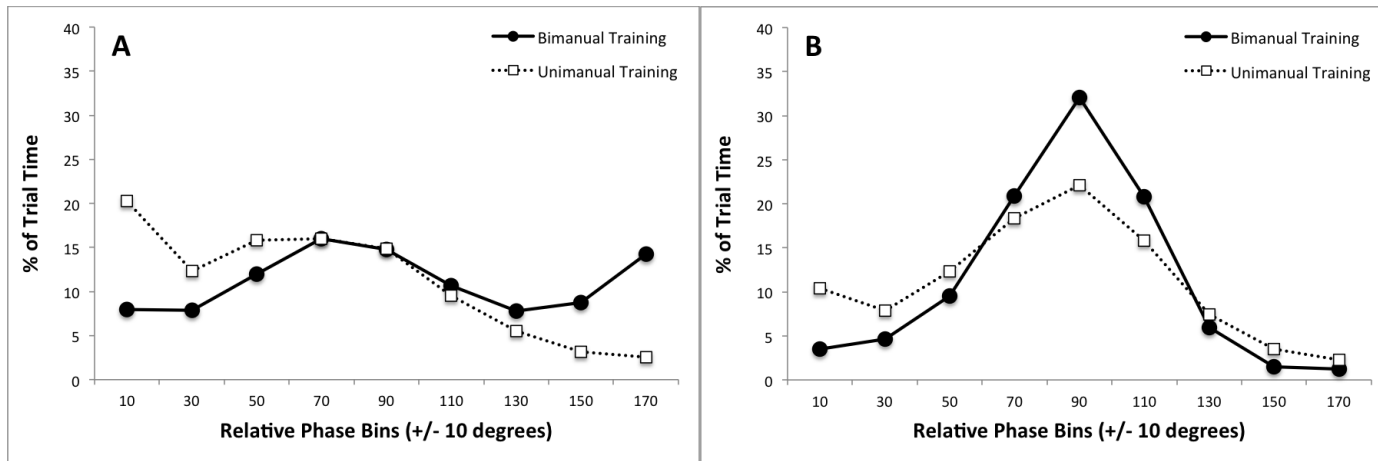 A
Bimanual Training
Unimanual Training
% of Trial Time
40
35
30
25
20
15
10
5
0
10 30 50 70 90 110 130 150 170
Relative Phase Bins (+/- 10 degrees)
B
Bimanual Training
Unimanual Training
% of Trial Time
40
35
30
25
20
15
10
5
0
10 30 50 70 90 110 130 150 170
Relative Phase Bins (+/- 10 degrees)